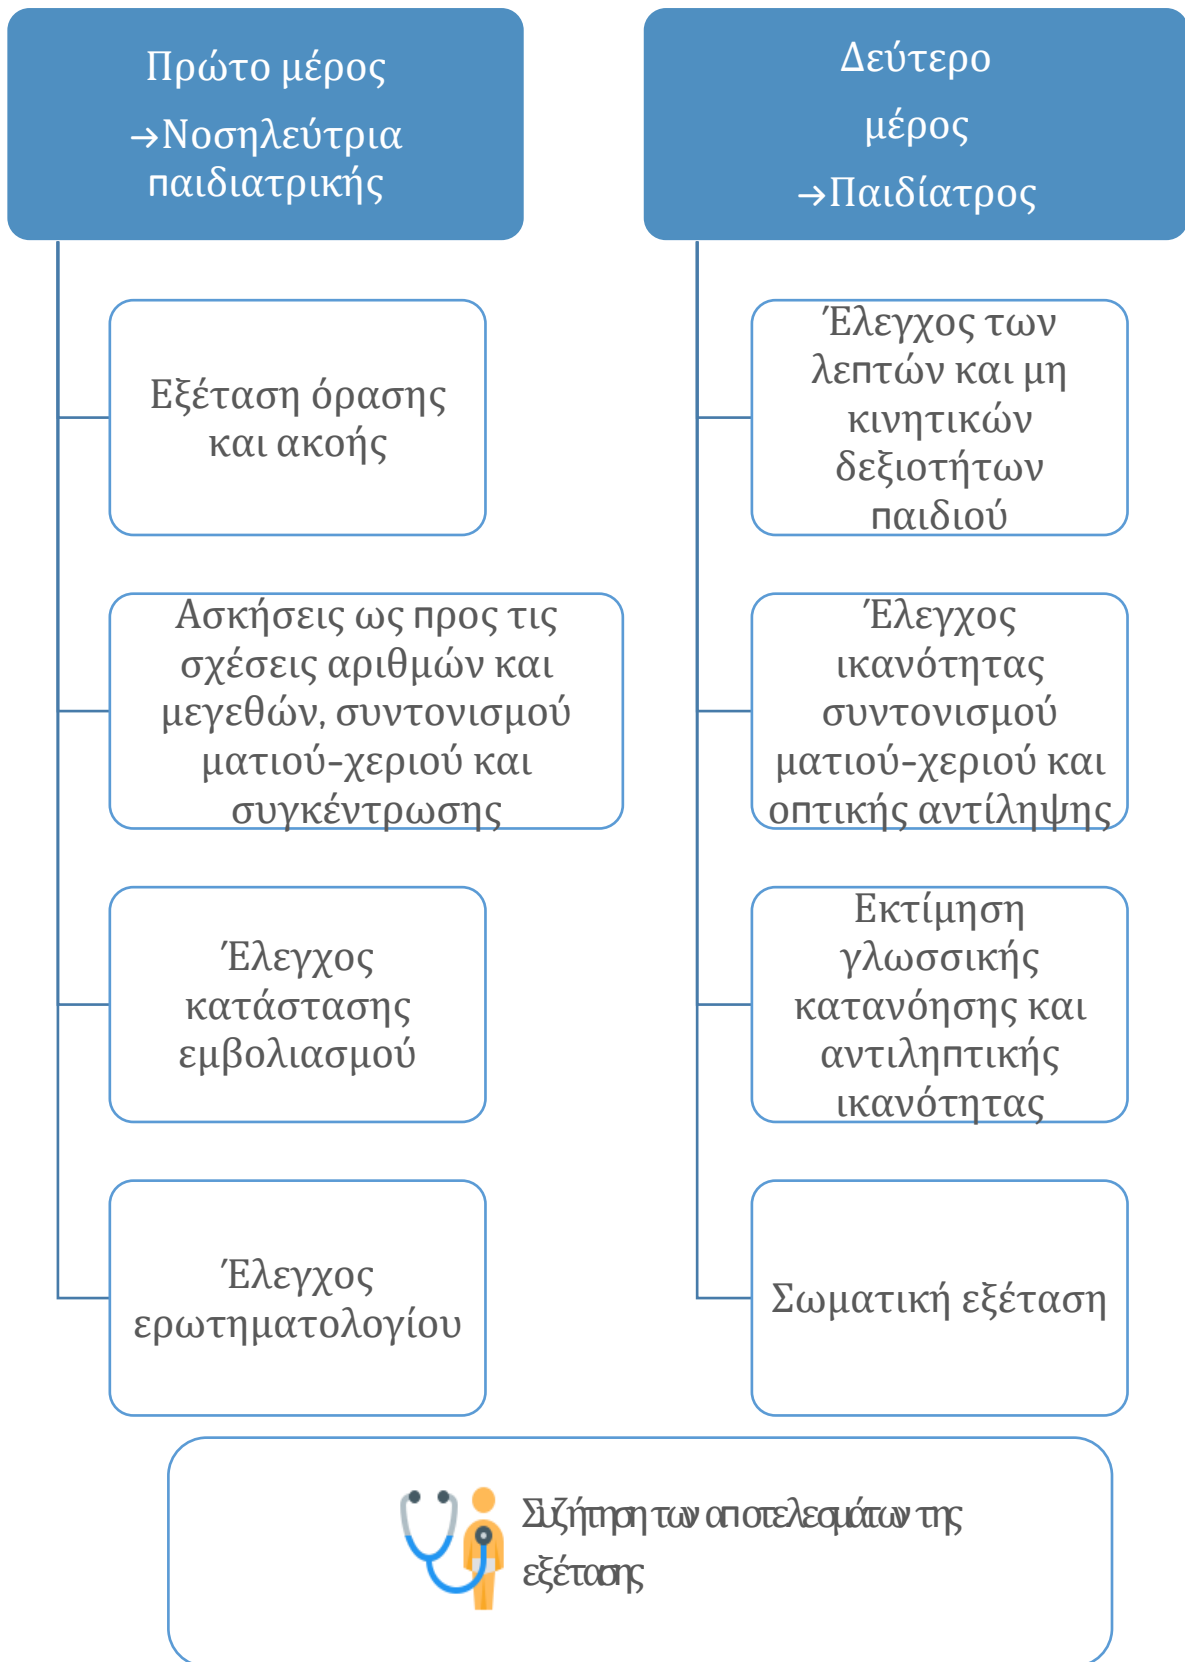 Πρώτο μέρος
→Νοσηλεύτρια
παιδιατρικής
Εξέταση όρασης
και ακοής
Ασκήσεις ως προς τις
σχέσεις αριθμών και
μεγεθών, συντονισμού
ματιού-χεριού και
συγκέντρωσης
Έλεγχος
κατάστασης
εμβολιασμού
Έλεγχος
ερωτηματολογίου
Δεύτερο
μέρος
→Παιδίατρος
Έλεγχος των
λεπτών και μη
κινητικών
δεξιοτήτων
παιδιού
Έλεγχος
ικανότητας
συντονισμού
ματιού-χεριού και
οπτικής αντίληψης
Εκτίμηση
γλωσσικής
κατανόησης και
αντιληπτικής
ικανότητας
Σωματική εξέταση
Συζήτηση των αποτελεσμάτων της
εξέτασης